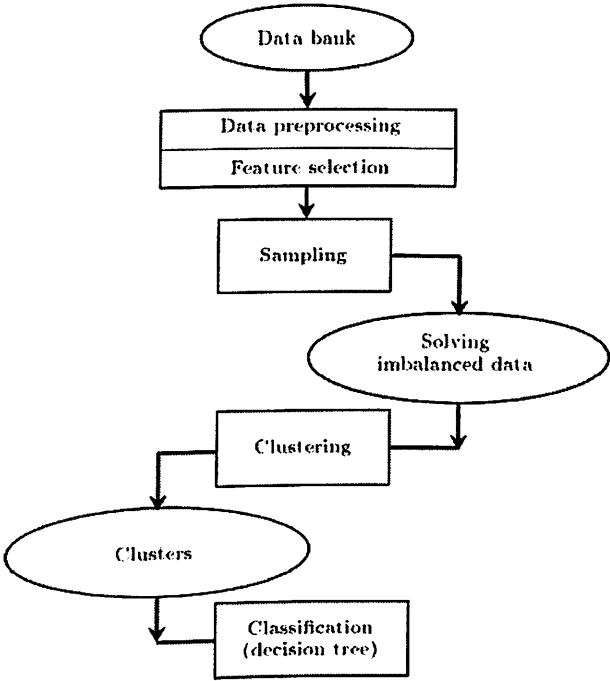 Data bank
Data preprocessing
Feature selection
Sampling
Solving
imbalanced data
Clustering
Clusters
Classification
(decision tree)